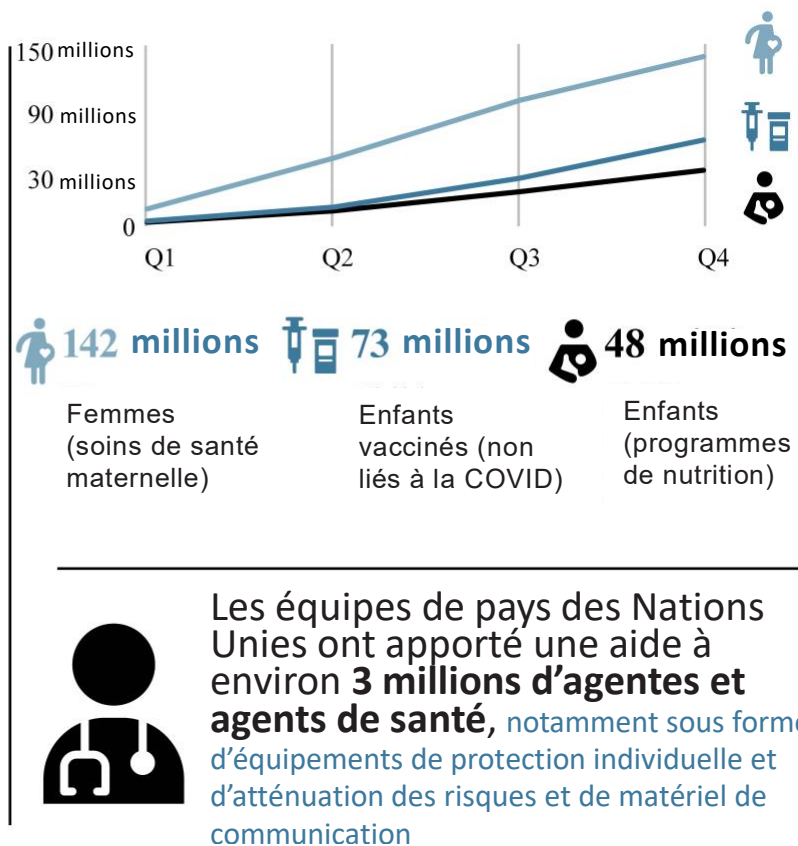 150 millions
90 millions
30 millions
0
Q1 Q2 Q3 Q4
142 millions 73 millions 48 millions
Femmes
(soins de santé
maternelle)
Enfants
vaccinés (non
liés à la COVID)
Enfants
(programmes
de nutrition)
Les équipes de pays des Nations
Unies ont apporté une aide à
environ 3 millions d’agentes et
agents de santé, notamment sous forme
d’équipements de protection individuelle et
d’atténuation des risques et de matériel de
communication